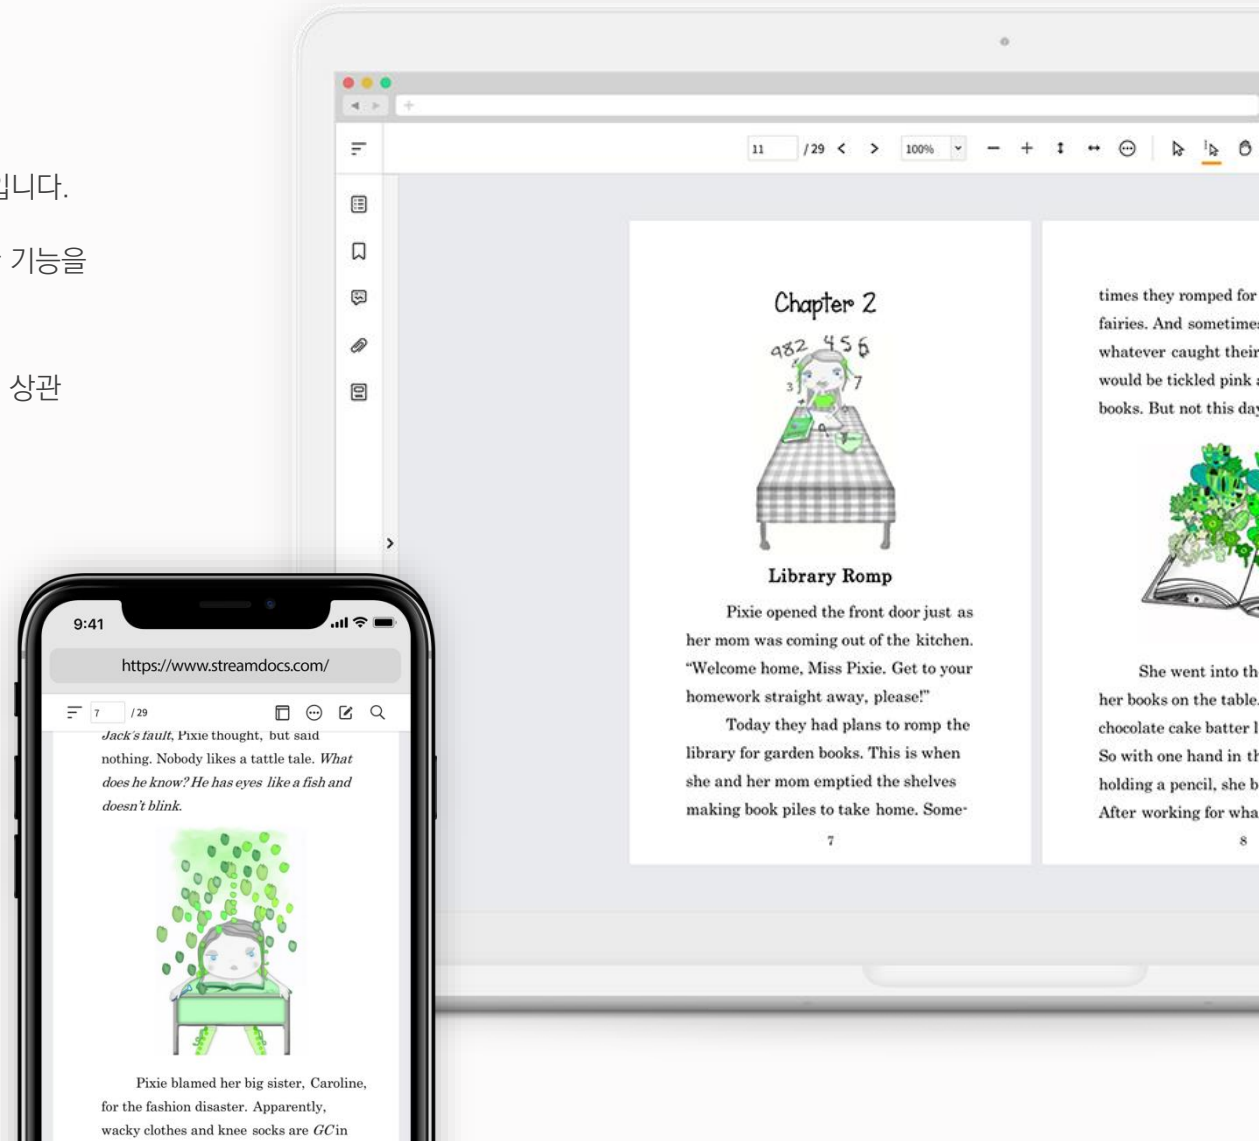 입니다.
기능을
상관
11 / 29 100%
Chapter 2
982 456
3 7
Library Romp
Pixie opened the front door just as
her mom was coming out of the kitchen.
“Welcome home, Miss Pixie. Get to your
homework straight away, please!”
Today they had plans to romp the
library for garden books. This is when
she and her mom emptied the shelves
making book piles to take home. Some-
7
times they romped for
fairies. And sometimes
whatever caught their
would be tickled pink
books. But not this day
She went into th
her books on the table.
chocolate cake batter
So with one hand in th
holding a pencil, she b
After working for wha
8
9:41
https://www.streamdocs.com/
7 / 29
Jack's fault, Pixie thought, but said
nothing. Nobody likes a tattle tale. What
does he know? He has eyes like a fish and
doesn't blink.
Pixie blamed her big sister, Caroline,
for the fashion disaster. Apparently,
wacky clothes and knee socks are GC in